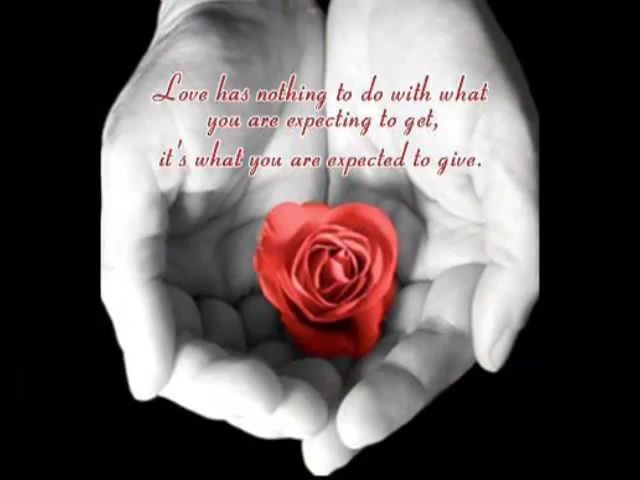 Love has nothing to do with what
you are expecting to get,
it's what you are expected to give.